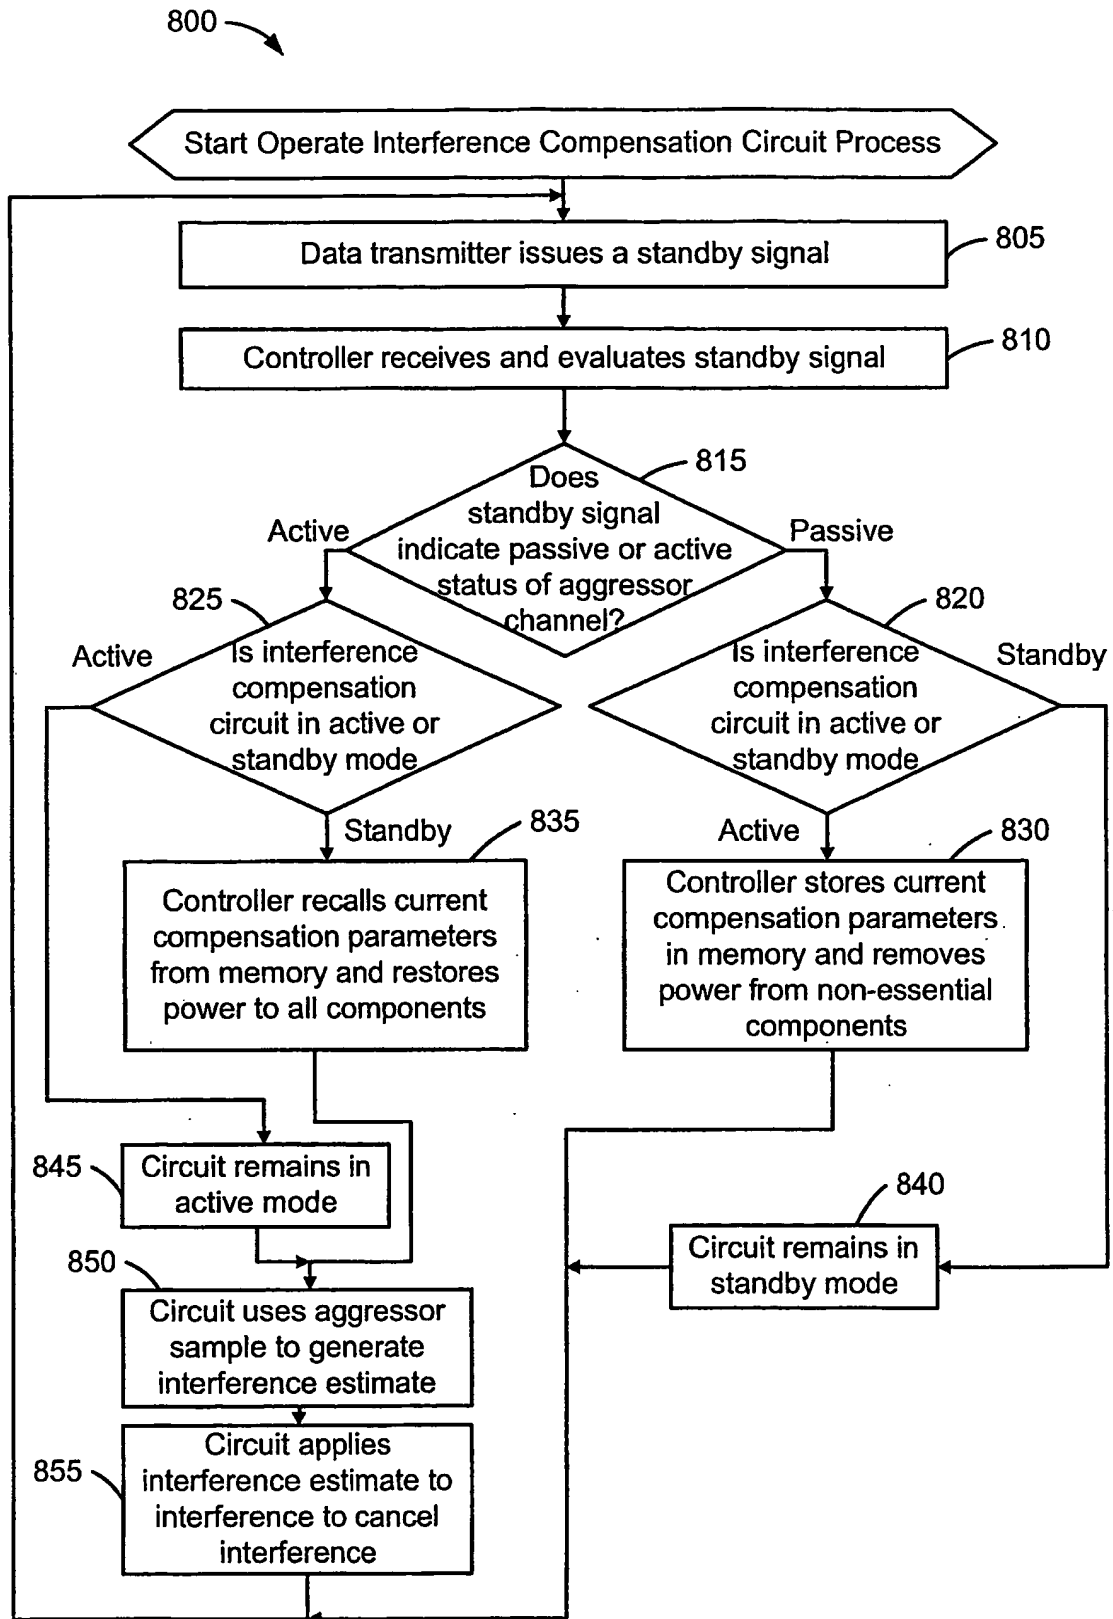 800
Start Operate Interference Compensation Circuit Process
Data transmitter issues a standby signal
805
Controller receives and evaluates standby signal
810
815
Does
standby signal
indicate passive or active
status of aggressor
channel?
Active
Passive
825
Is interference
compensation
circuit in active or
standby mode
Active
Standby
820
Is interference
compensation
circuit in active or
standby mode
Standby
Active
835
Controller recalls current
compensation parameters
from memory and restores
power to all components
830
Controller stores current
compensation parameters
in memory and removes
power from non-essential
components
845
Circuit remains in
active mode
840
Circuit remains in
standby mode
850
Circuit uses aggressor
sample to generate
interference estimate
855
Circuit applies
interference estimate to
interference to cancel
interference